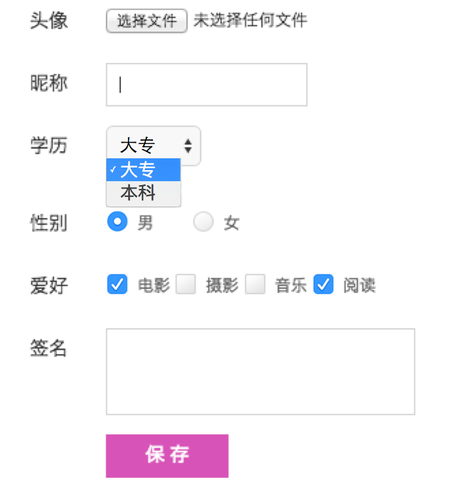 头像 选择文件 未选择任何文件
昵称
学历 大专
✓大专
本科
性别 男 女
爱好 电影 摄影 音乐 阅读
签名
保存